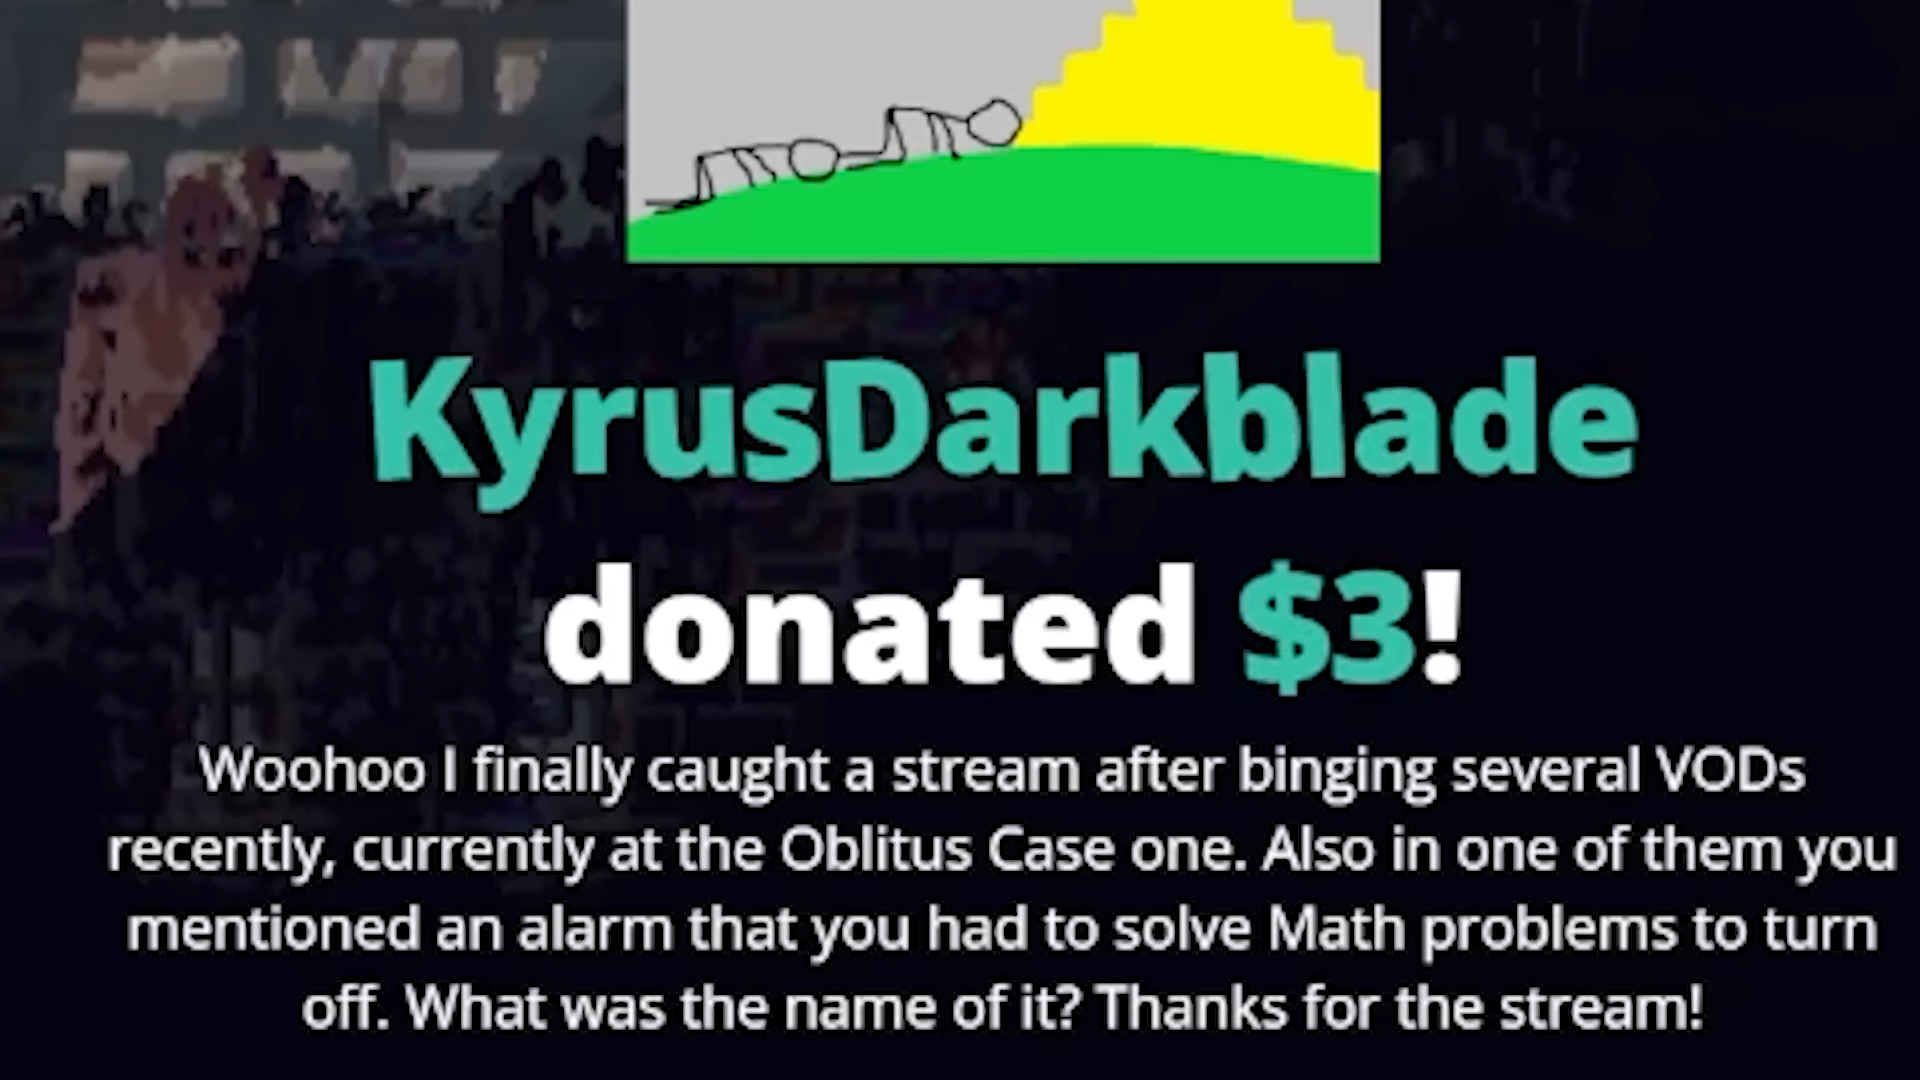 KyrusDarkblade
donated $3!
Woohoo I finally caught a stream after binging several VODs
recently, currently at the Oblitus Case one. Also in one of them you
mentioned an alarm that you had to solve Math problems to turn
off. What was the name of it? Thanks for the stream!